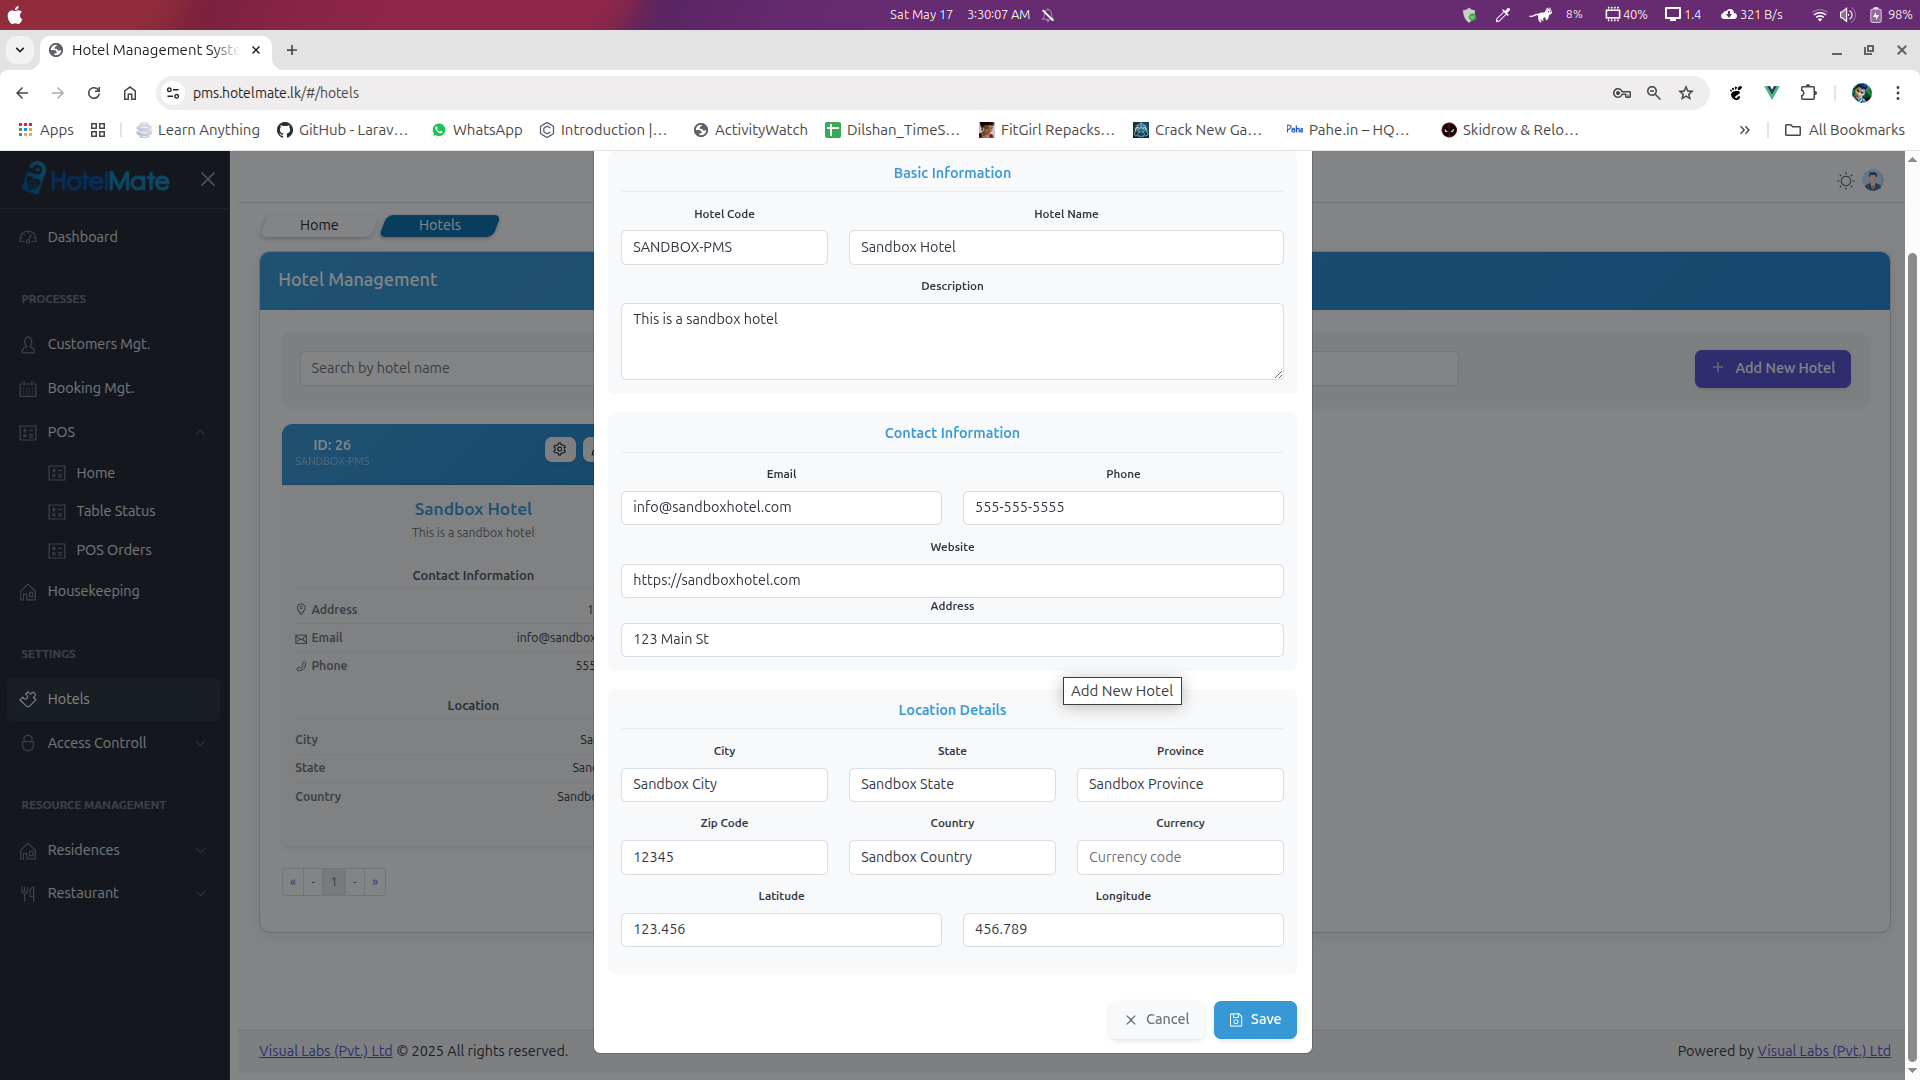 Sat May 17 3:30:07 AM 8% 40% 1.4 321 B/s 98%
Hotel Management Syste
pms.hotelmate.lk/#/hotels
Apps Learn Anything GitHub - Larav… WhatsApp Introduction |… ActivityWatch Dilshan_TimeS… FitGirl Repacks… Crack New Ga… Pahe Pahe.in – HQ… Skidrow & Relo… » All Bookmarks
HotelMate
Dashboard
PROCESSES
Customers Mgt.
Booking Mgt.
POS
Home
Table Status
POS Orders
Housekeeping
SETTINGS
Hotels
Access Controll
RESOURCE MANAGEMENT
Residences
Restaurant
Home Hotels
Hotel Management
Search by hotel name
+ Add New Hotel
ID: 26
SANDBOX-PMS
Sandbox Hotel
This is a sandbox hotel
Contact Information
Address 1
Email info@sandbox
Phone 555
Location
City Sa
State San
Country Sandb
« - 1 - »
Basic Information
Hotel Code Hotel Name
SANDBOX-PMS Sandbox Hotel
Description
This is a sandbox hotel
Contact Information
Email Phone
info@sandboxhotel.com 555-555-5555
Website
https://sandboxhotel.com
Address
123 Main St
Add New Hotel
Location Details
City State Province
Sandbox City Sandbox State Sandbox Province
Zip Code Country Currency
12345 Sandbox Country Currency code
Latitude Longitude
123.456 456.789
Cancel Save
Visual Labs (Pvt.) Ltd © 2025 All rights reserved.
Powered by Visual Labs (Pvt.) Ltd